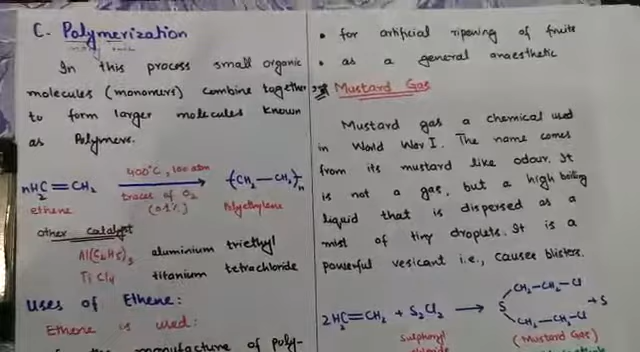 C. Polymerization
In this process small organic
molecules (monomers) combine together
to form larger molecules known
as Polymers.
nH₂C=CH₂ 400°C, 100 atm traces of O₂ (0.1%) (CH₂—CH₂)n
ethene Polyethylene
other catalyst
Al(C₂H₅)₃ aluminium triethyl
TiCl₄ titanium tetrachloride
Uses of Ethene:
Ethene is used:
manufacture of poly-
• for artificial ripening of fruits
• as a general anaesthetic
Mustard Gas
Mustard gas a chemical used
in World War I. The name comes
from its mustard like odour. It
is not a gas, but a high boiling
liquid that is dispersed as a
mist of tiny droplets. It is a
powerful vesicant i.e., causes blisters.
2H₂C=CH₂ + S₂Cl₂ → S CH₂—CH₂—Cl CH₂—CH₂—Cl + S
(Mustard Gas)